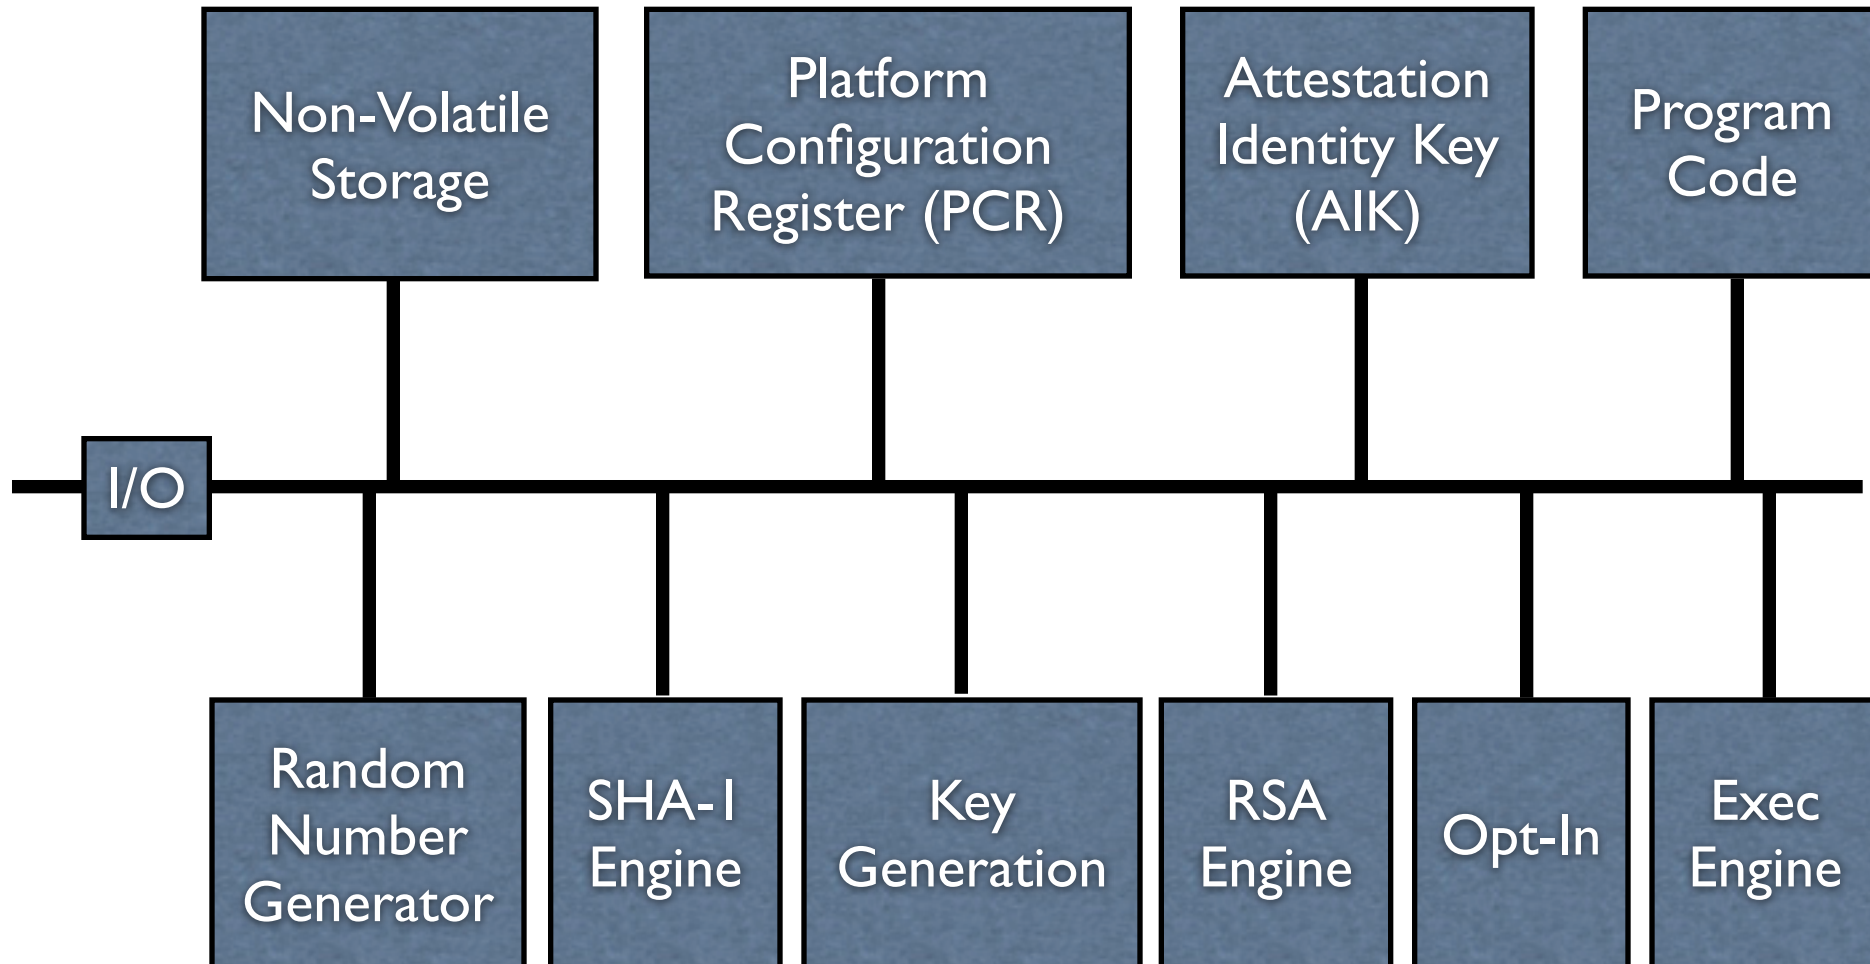 Non-Volatile
Storage
Platform
Configuration
Register (PCR)
Attestation
Identity Key
(AIK)
Program
Code
I/O
Random
Number
Generator
SHA-1
Engine
Key
Generation
RSA
Engine
Opt-In
Exec
Engine